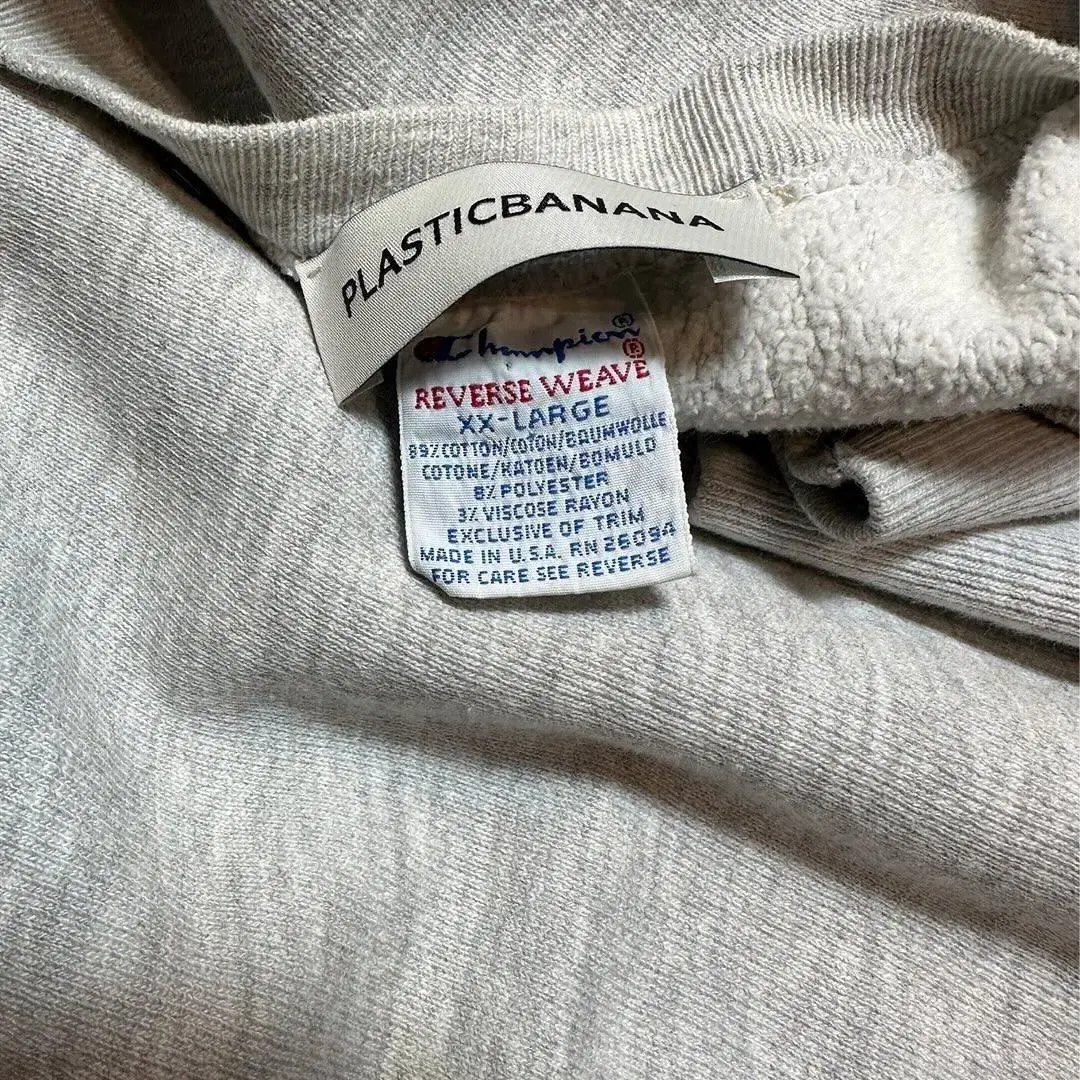 PLASTICBANANA
Champion®
REVERSE WEAVE®
XX-LARGE
89% COTTON/COTON/BAUMWOLLE
COTONE/KATOEN/BOMULD
8% POLYESTER
3% VISCOSE RAYON
EXCLUSIVE OF TRIM
MADE IN U.S.A. RN 26094
FOR CARE SEE REVERSE